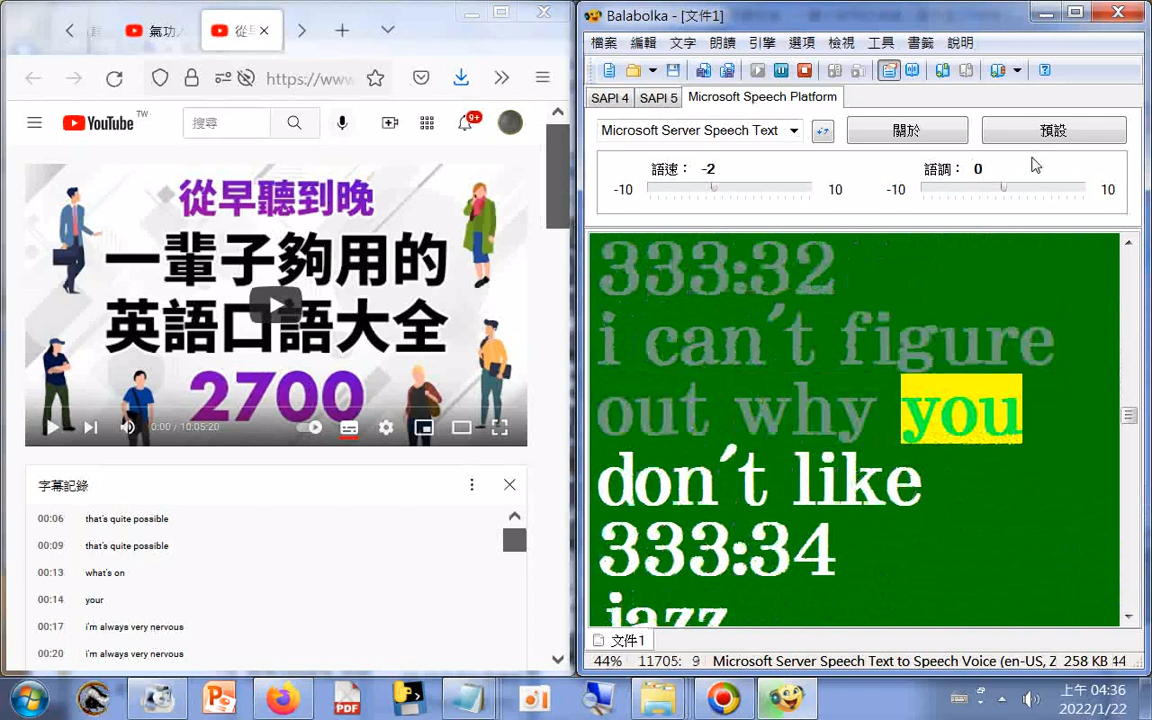 氣功人
從
https://www
YouTube TW
搜尋
9+
從早聽到晚
一輩子夠用的
英語口語大全
2700
0:00 / 10:05:20
字幕記錄
00:06 that's quite possible
00:09 that's quite possible
00:13 what's on
00:14 your
00:17 i'm always very nervous
00:20 i'm always very nervous
Balabolka - [文件1]
檔案 編輯 文字 朗讀 引擎 選項 檢視 工具 書籤 說明
SAPI 4 SAPI 5 Microsoft Speech Platform
Microsoft Server Speech Text 關於 預設
語速： -2 語調： 0
-10 10 -10 10
333:32
i can't figure
out why you
don't like
333:34
jazz
文件1
44% 11705: 9 Microsoft Server Speech Text to Speech Voice (en-US, Z 258 KB 44
PDF
上午 04:36
2022/1/22